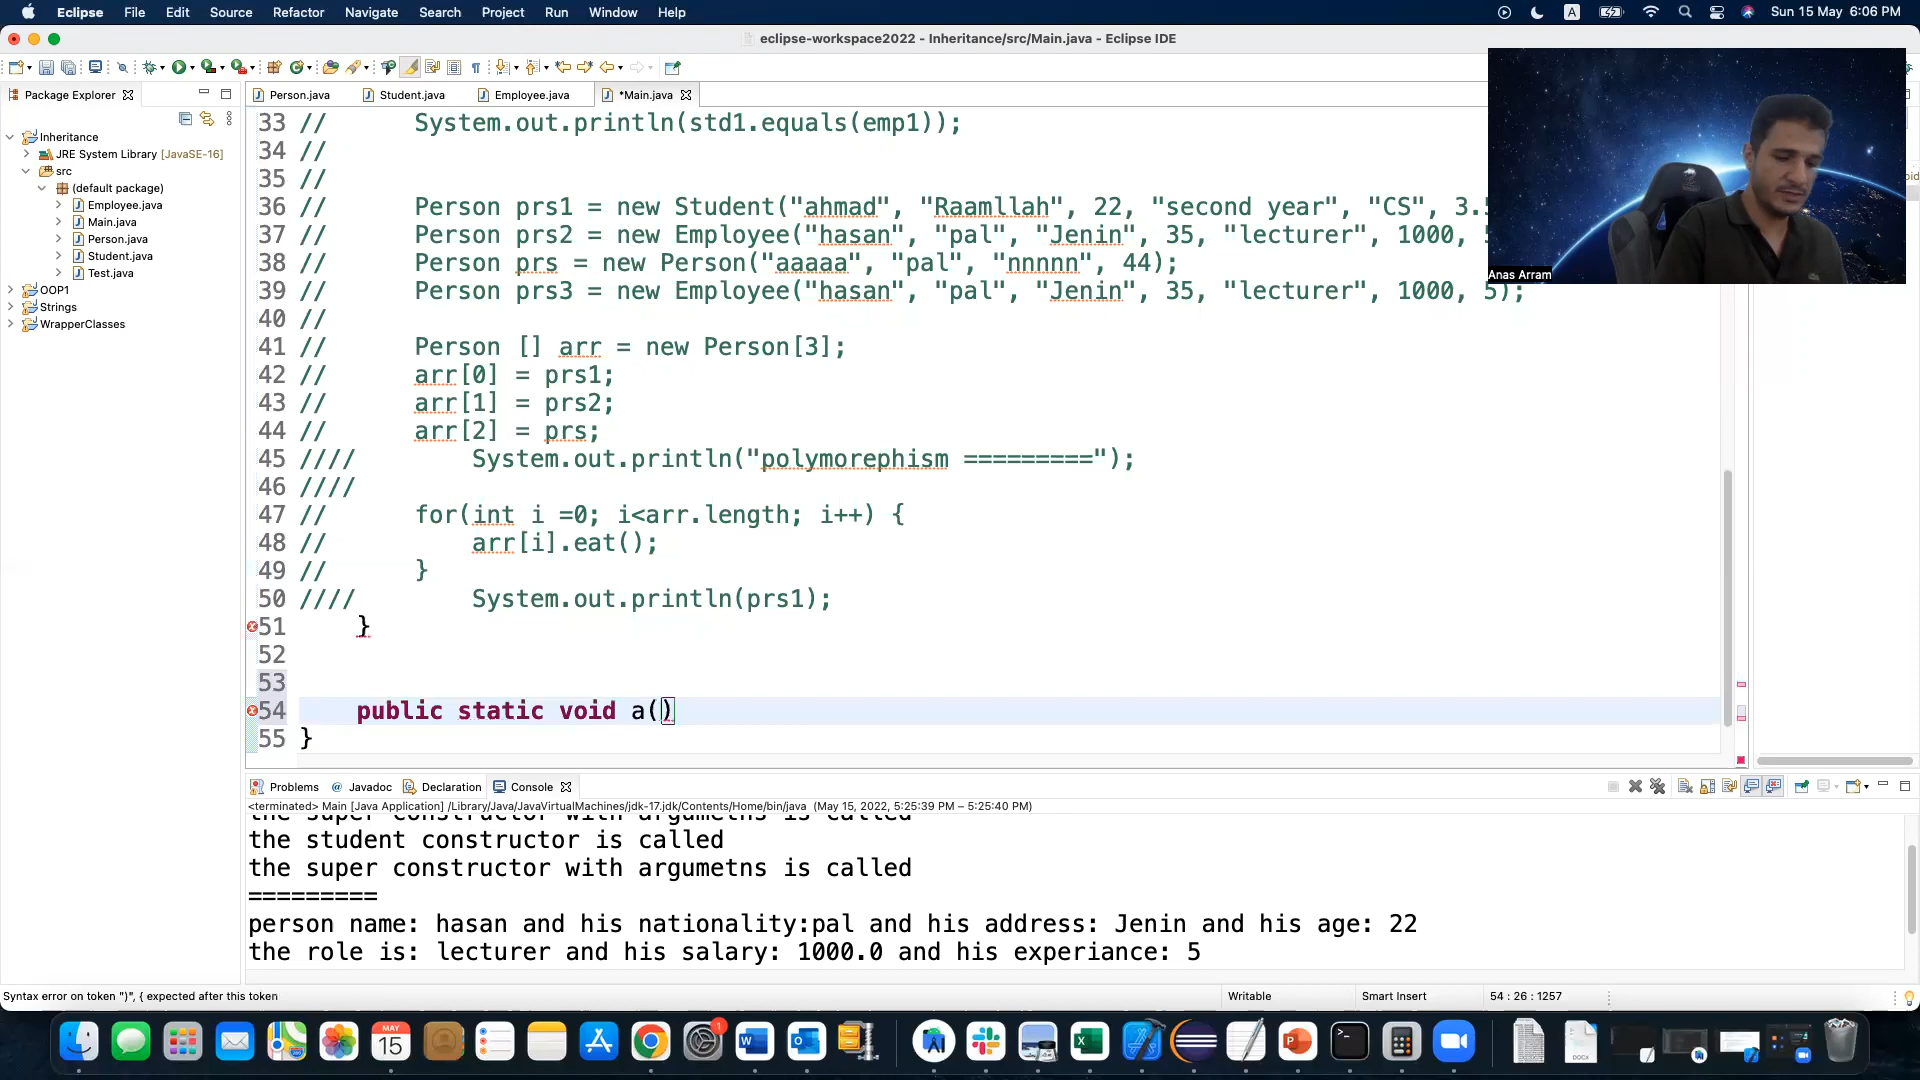 Eclipse File Edit Source Refactor Navigate Search Project Run Window Help
A
Sun 15 May 6:06 PM
eclipse-workspace2022 - Inheritance/src/Main.java - Eclipse IDE
Package Explorer
Person.java Student.java Employee.java *Main.java
Inheritance
JRE System Library [JavaSE-16]
src
(default package)
Employee.java
Main.java
Person.java
Student.java
Test.java
OOP1
Strings
WrapperClasses
33 // System.out.println(std1.equals(emp1));
34 //
35 //
36 // Person prs1 = new Student("ahmad", "Raamllah", 22, "second year", "CS", 3.
37 // Person prs2 = new Employee("hasan", "pal", "Jenin", 35, "lecturer", 1000,
38 // Person prs = new Person("aaaaa", "pal", "nnnnn", 44);
39 // Person prs3 = new Employee("hasan", "pal", "Jenin", 35, "lecturer", 1000, 5);
40 //
41 // Person [] arr = new Person[3];
42 // arr[0] = prs1;
43 // arr[1] = prs2;
44 // arr[2] = prs;
45 //// System.out.println("polymorephism =========");
46 ////
47 // for(int i =0; i<arr.length; i++) {
48 // arr[i].eat();
49 // }
50 //// System.out.println(prs1);
51 }
52
53
54 public static void a()
55 }
Anas Arram
Problems @ Javadoc Declaration Console
<terminated> Main [Java Application] /Library/Java/JavaVirtualMachines/jdk-17.jdk/Contents/Home/bin/java (May 15, 2022, 5:25:39 PM – 5:25:40 PM)
the super constructor with argumetns is called
the student constructor is called
the super constructor with argumetns is called
=========
person name: hasan and his nationality:pal and his address: Jenin and his age: 22
the role is: lecturer and his salary: 1000.0 and his experiance: 5
Syntax error on token ")", { expected after this token
Writable Smart Insert 54 : 26 : 1257
MAY
15
1